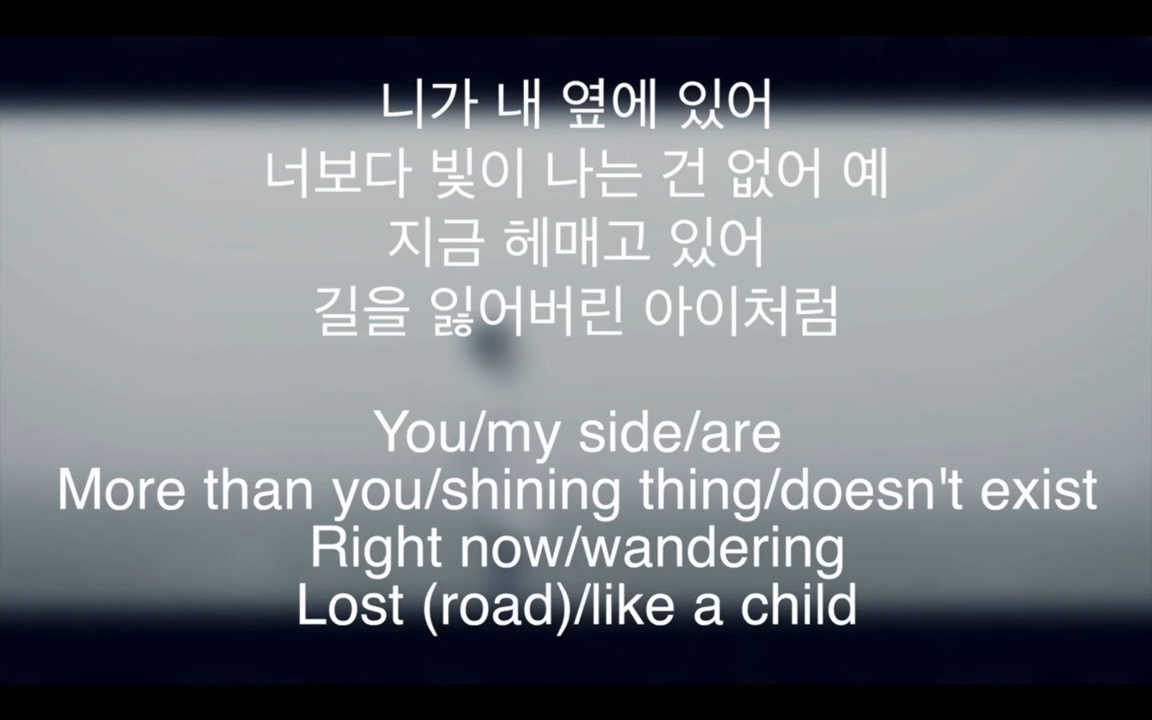 니가 내 옆에 있어
너보다 빛이 나는 건 없어 예
지금 헤매고 있어
길을 잃어버린 아이처럼
You/my side/are
More than you/shining thing/doesn't exist
Right now/wandering
Lost (road)/like a child